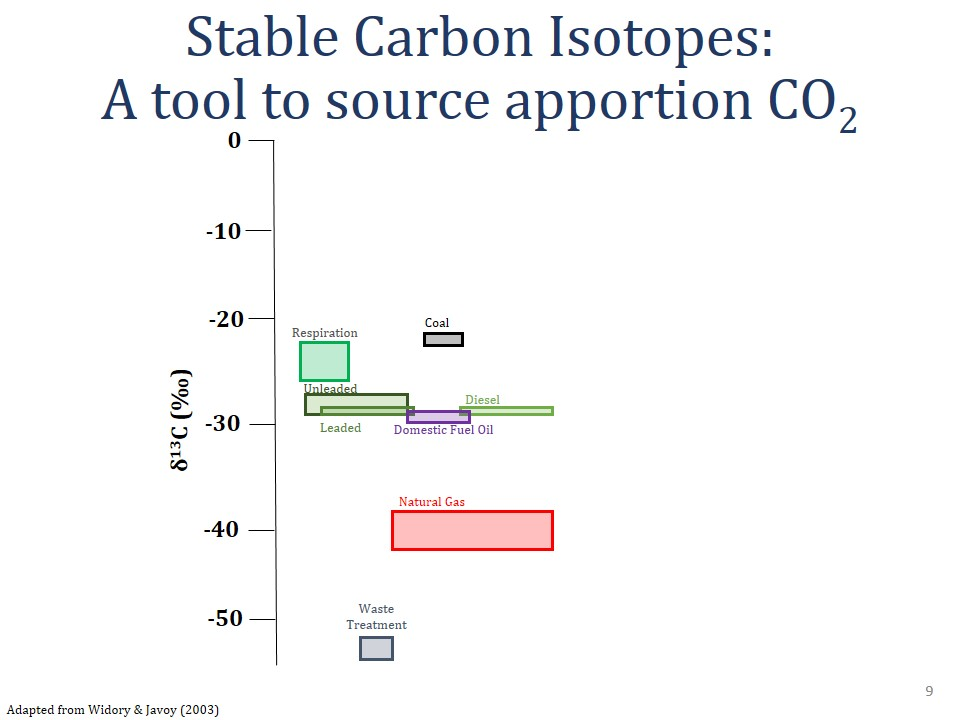 Stable Carbon Isotopes:
A tool to source apportion CO₂
0
-10
-20
-30
-40
-50
δ¹³C (‰)
Respiration
Coal
Unleaded
Diesel
Leaded
Domestic Fuel Oil
Natural Gas
Waste
Treatment
9
Adapted from Widory & Javoy (2003)